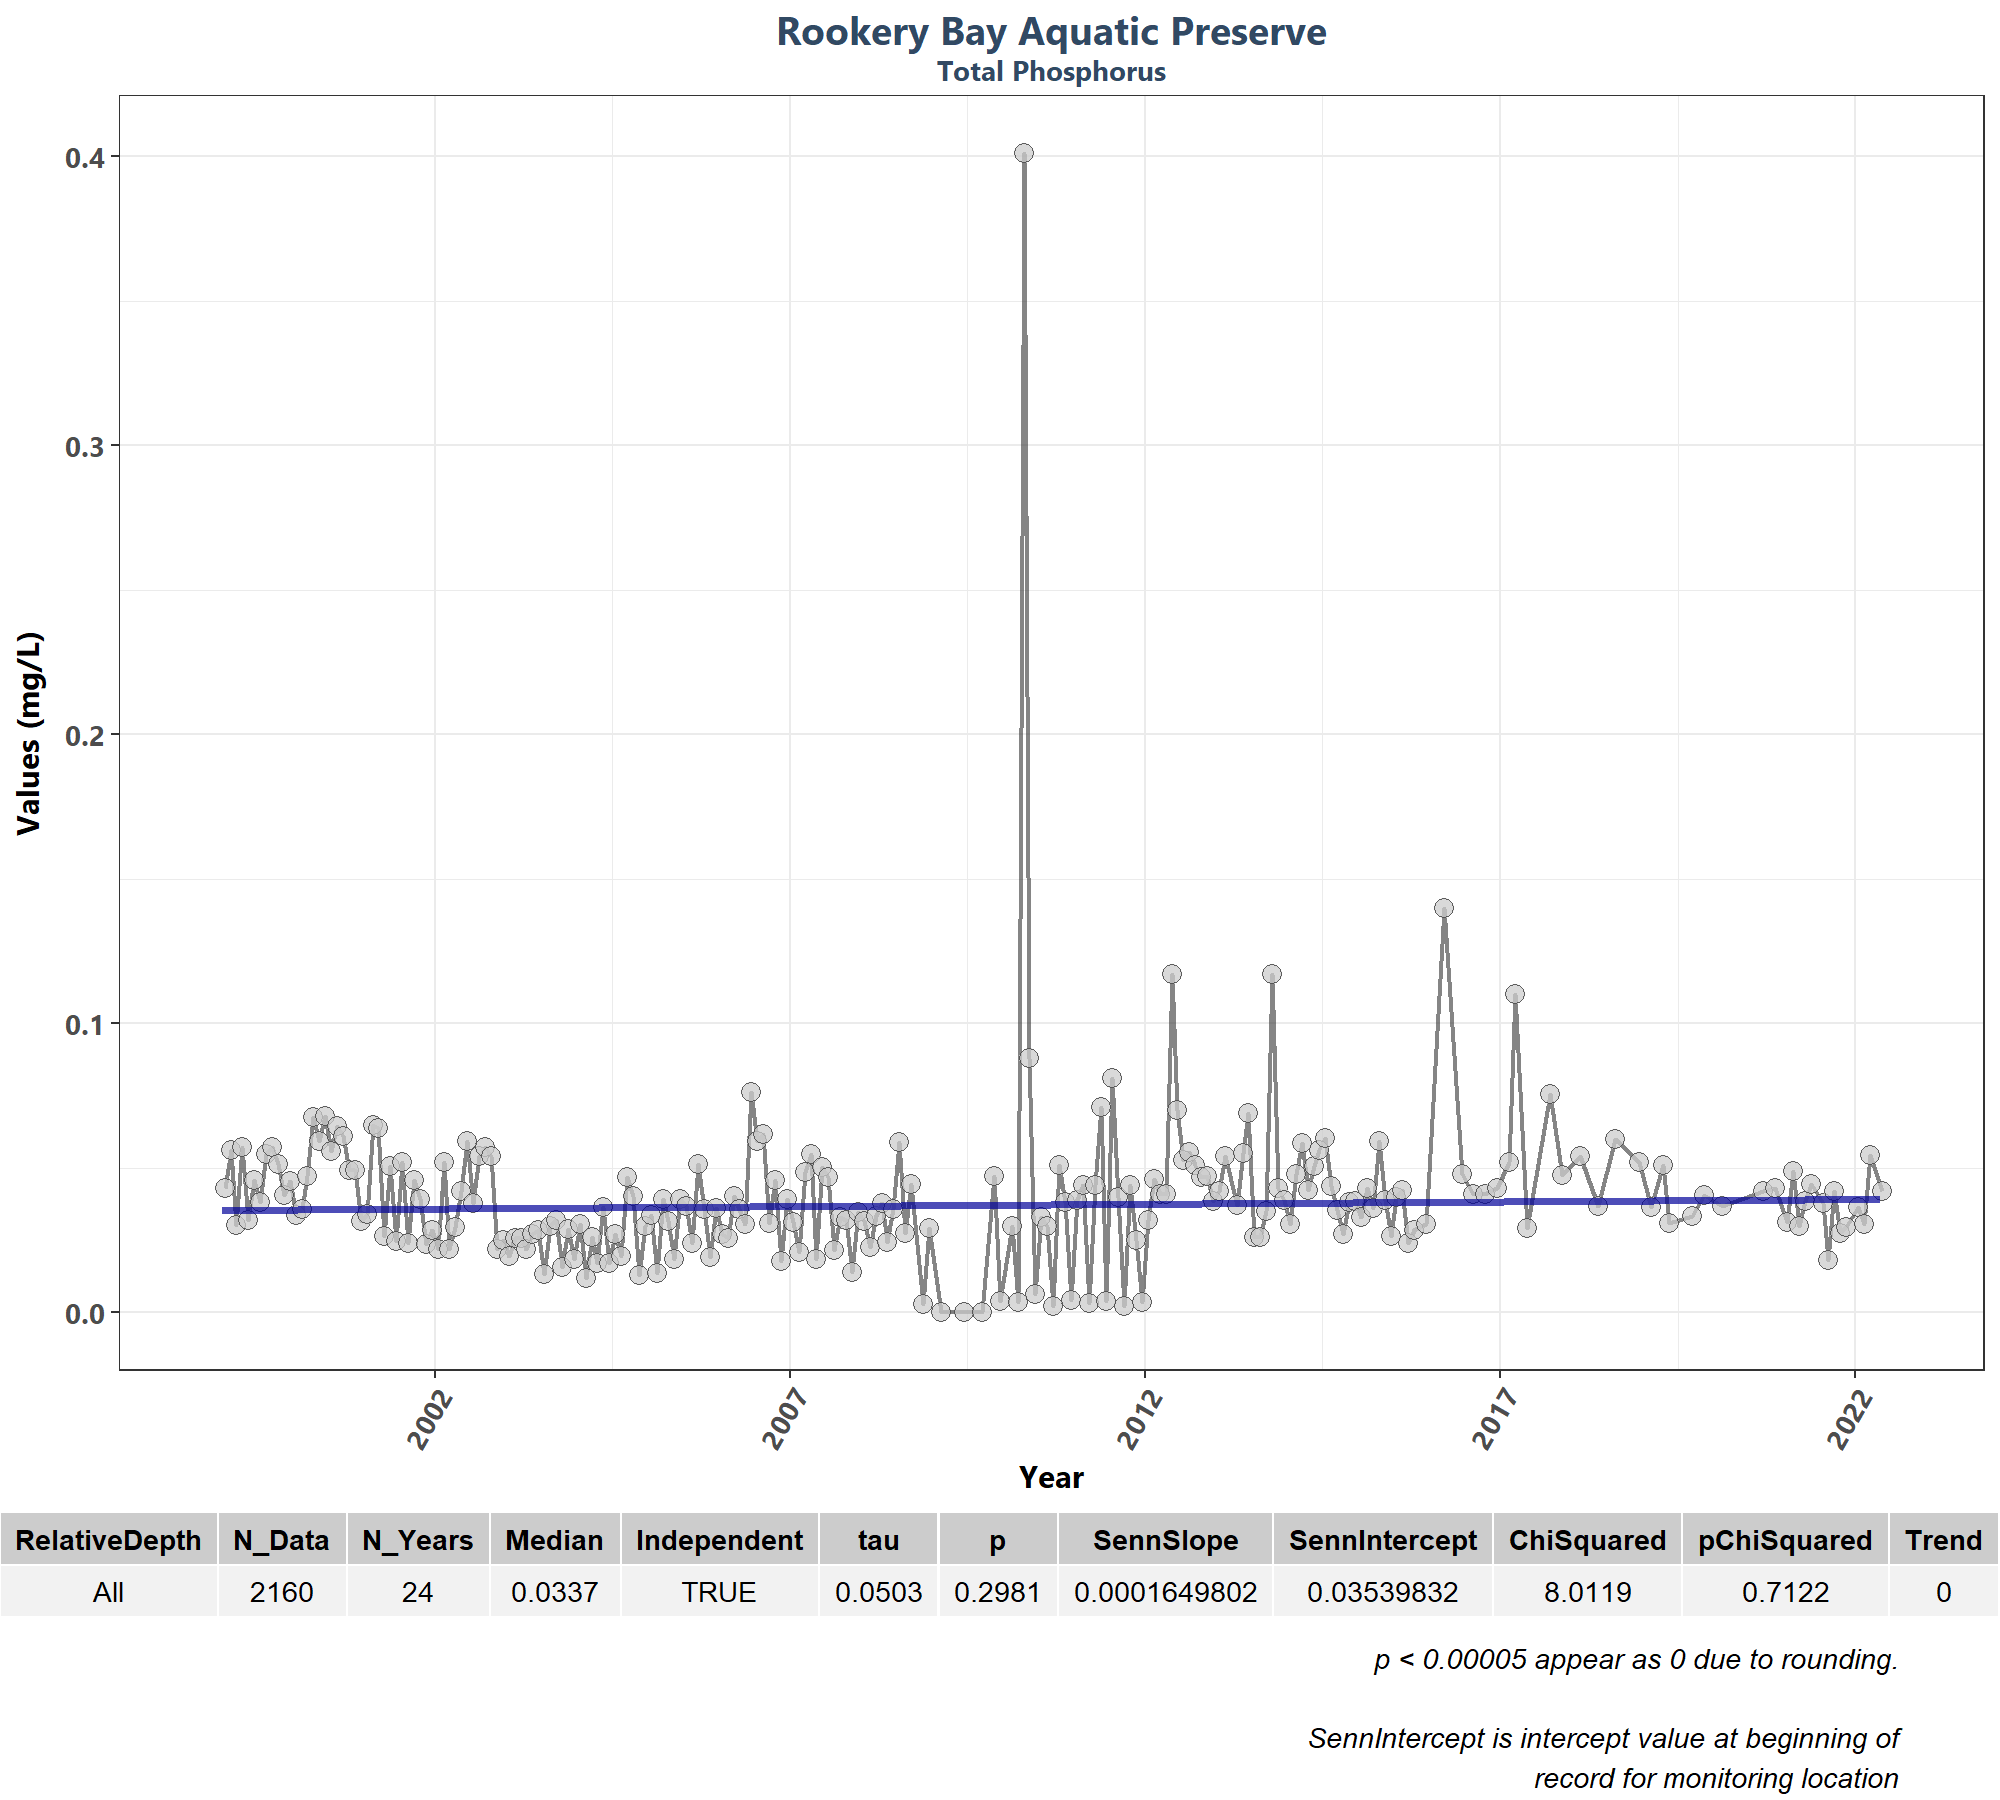 Rookery Bay Aquatic Preserve
Total Phosphorus
Values (mg/L)
0.4
0.3
0.2
0.1
0.0
2002 2007 2012 2017 2022
Year
RelativeDepth N_Data N_Years Median Independent tau p SennSlope SennIntercept ChiSquared pChiSquared Trend
All 2160 24 0.0337 TRUE 0.0503 0.2981 0.0001649802 0.03539832 8.0119 0.7122 0
p < 0.00005 appear as 0 due to rounding.
SennIntercept is intercept value at beginning of
record for monitoring location